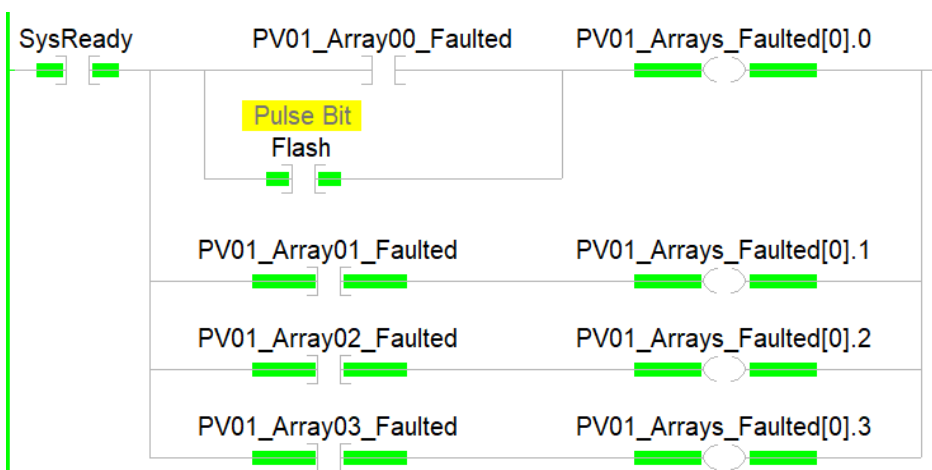 SysReady PV01_Array00_Faulted PV01_Arrays_Faulted[0].0
Pulse Bit
Flash
PV01_Array01_Faulted PV01_Arrays_Faulted[0].1
PV01_Array02_Faulted PV01_Arrays_Faulted[0].2
PV01_Array03_Faulted PV01_Arrays_Faulted[0].3